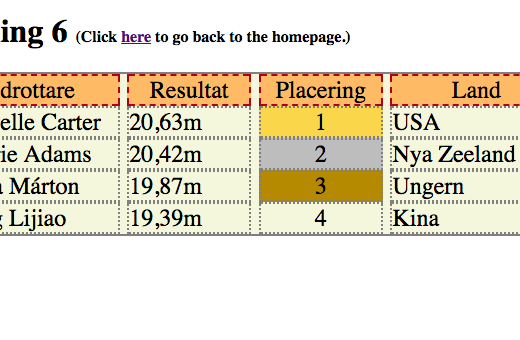 ing 6 (Click here to go back to the homepage.)
drottare Resultat Placering Land
elle Carter 20,63m 1 USA
ie Adams 20,42m 2 Nya Zeeland
Márton 19,87m 3 Ungern
Lijiao 19,39m 4 Kina